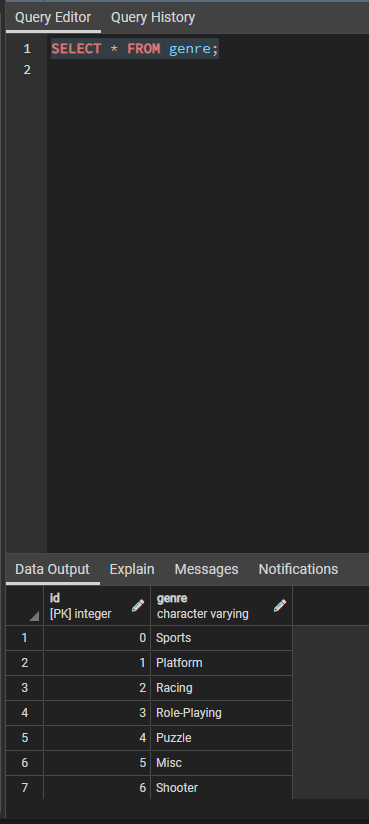 Query Editor Query History
1 SELECT * FROM genre;
2
Data Output Explain Messages Notifications
id genre
[PK] integer character varying
1 0 Sports
2 1 Platform
3 2 Racing
4 3 Role-Playing
5 4 Puzzle
6 5 Misc
7 6 Shooter